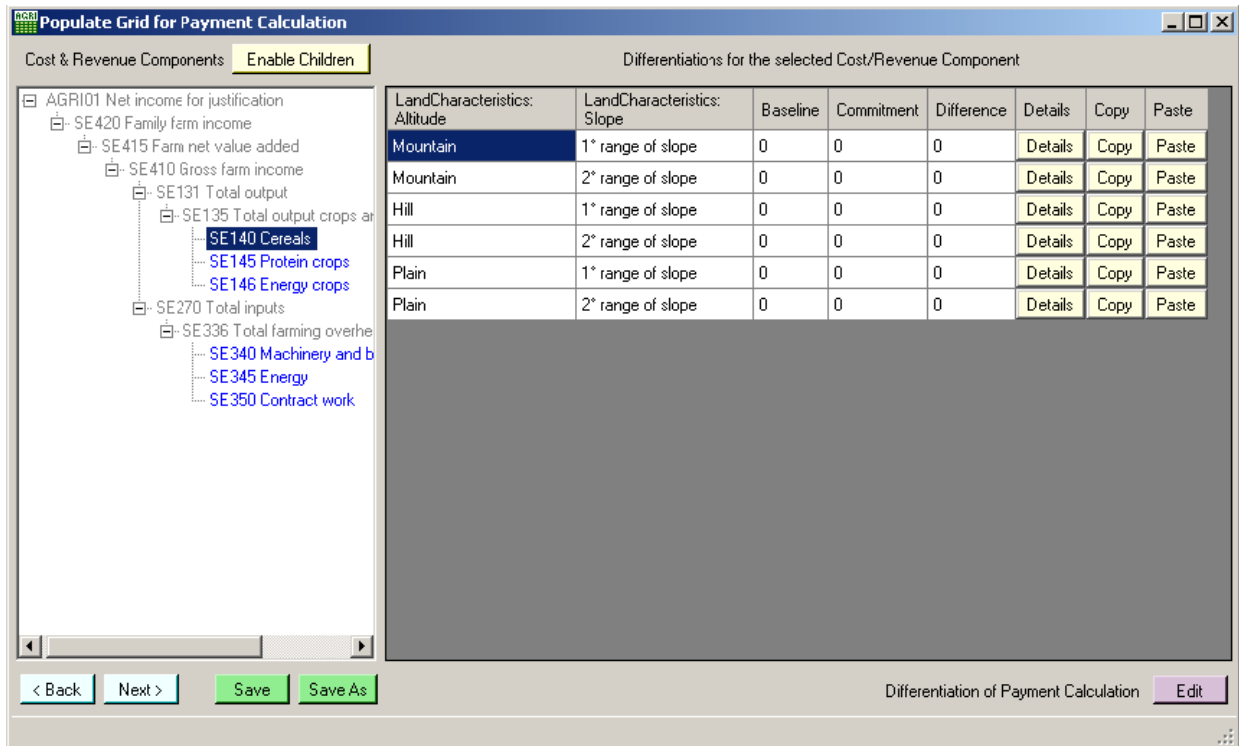 AGRI Populate Grid for Payment Calculation
Cost & Revenue Components Enable Children Differentiations for the selected Cost/Revenue Component
AGRI01 Net income for justification
SE420 Family farm income
SE415 Farm net value added
SE410 Gross farm income
SE131 Total output
SE135 Total output crops ar
SE140 Cereals
SE145 Protein crops
SE146 Energy crops
SE270 Total inputs
SE336 Total farming overhe
SE340 Machinery and b
SE345 Energy
SE350 Contract work
LandCharacteristics: Altitude LandCharacteristics: Slope Baseline Commitment Difference Details Copy Paste
Mountain 1° range of slope 0 0 0 Details Copy Paste
Mountain 2° range of slope 0 0 0 Details Copy Paste
Hill 1° range of slope 0 0 0 Details Copy Paste
Hill 2° range of slope 0 0 0 Details Copy Paste
Plain 1° range of slope 0 0 0 Details Copy Paste
Plain 2° range of slope 0 0 0 Details Copy Paste
< Back Next > Save Save As Differentiation of Payment Calculation Edit